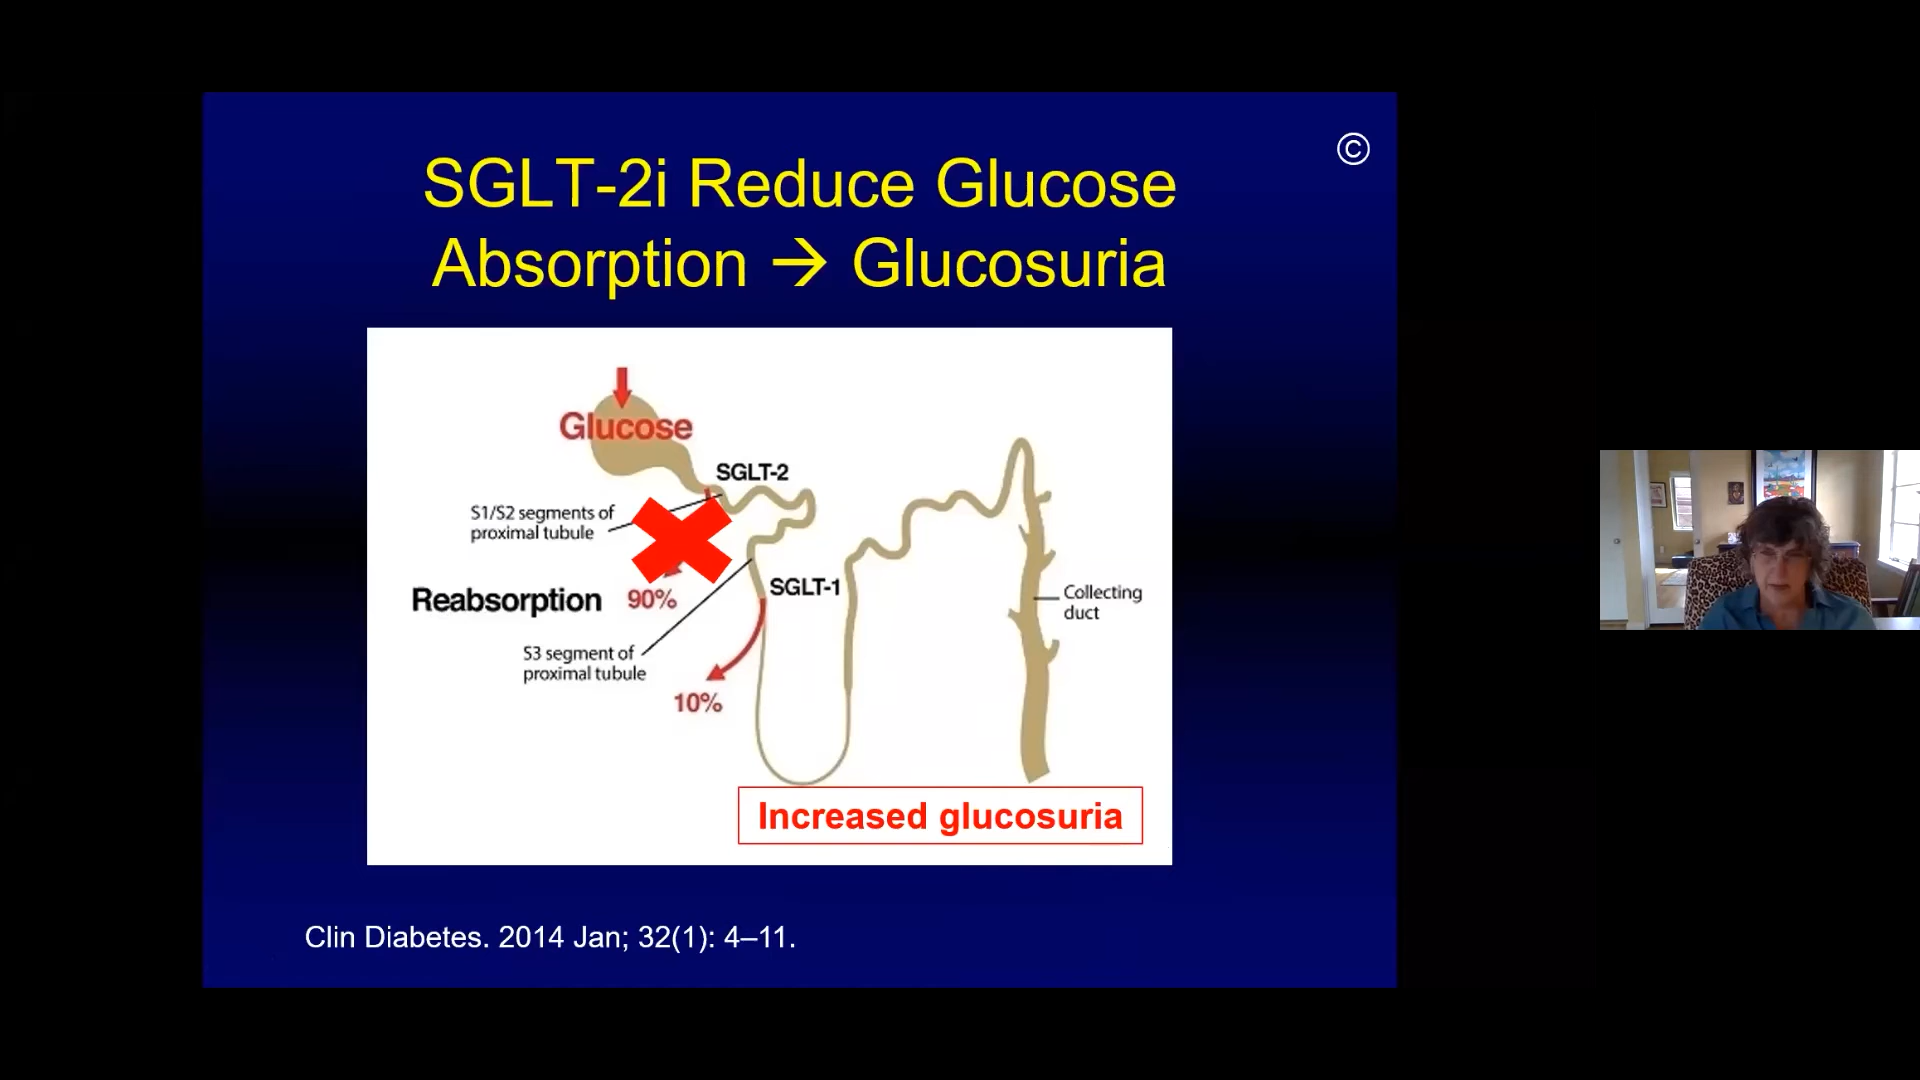 ©
SGLT-2i Reduce Glucose
Absorption → Glucosuria
Glucose
SGLT-2
S1/S2 segments of
proximal tubule
SGLT-1
Reabsorption
90%
Collecting
duct
S3 segment of
proximal tubule
10%
Increased glucosuria
Clin Diabetes. 2014 Jan; 32(1): 4–11.